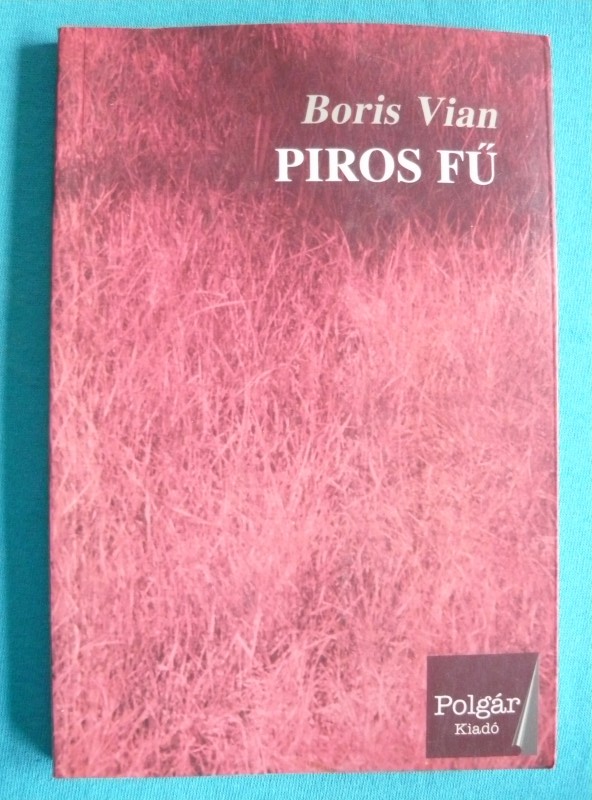 Boris Vian
PIROS FŰ
Polgár
Kiadó